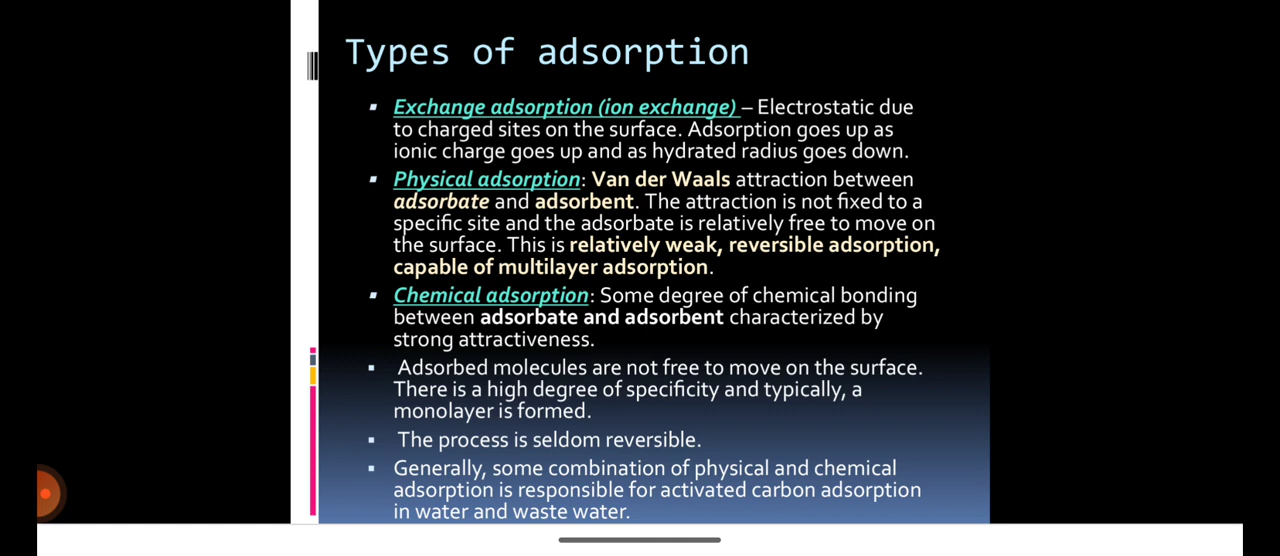 Types of adsorption
▪ Exchange adsorption (ion exchange) – Electrostatic due
to charged sites on the surface. Adsorption goes up as
ionic charge goes up and as hydrated radius goes down.
▪ Physical adsorption: Van der Waals attraction between
adsorbate and adsorbent. The attraction is not fixed to a
specific site and the adsorbate is relatively free to move on
the surface. This is relatively weak, reversible adsorption,
capable of multilayer adsorption.
▪ Chemical adsorption: Some degree of chemical bonding
between adsorbate and adsorbent characterized by
strong attractiveness.
▪ Adsorbed molecules are not free to move on the surface.
There is a high degree of specificity and typically, a
monolayer is formed.
▪ The process is seldom reversible.
▪ Generally, some combination of physical and chemical
adsorption is responsible for activated carbon adsorption
in water and waste water.